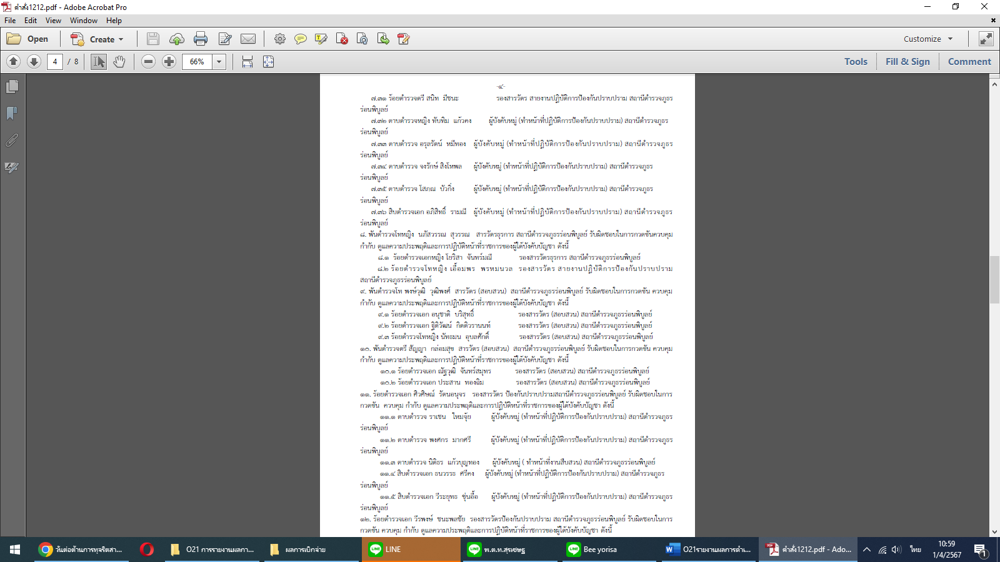 คำสั่ง1212.pdf - Adobe Acrobat Pro
File Edit View Window Help
Open Create Customize
4 / 8 66% Tools Fill & Sign Comment
-๔-
๗.๓๑ ร้อยตำรวจตรี สนิท มีชนะ รองสารวัตร สายงานปฏิบัติการป้องกันปราบปราม สถานีตำรวจภูธร
ร่อนพิบูลย์
๗.๓๒ ดาบตำรวจหญิง ทับทิม แก้วคง ผู้บังคับหมู่ (ทำหน้าที่ปฏิบัติการป้องกันปราบปราม) สถานีตำรวจภูธร
ร่อนพิบูลย์
๗.๓๓ ดาบตำรวจ อรุลรัตน์ หมีทอง ผู้บังคับหมู่ (ทำหน้าที่ปฏิบัติการป้องกันปราบปราม) สถานีตำรวจภูธร
ร่อนพิบูลย์
๗.๓๔ ดาบตำรวจ จงรักษ์ สิงโหพล ผู้บังคับหมู่ (ทำหน้าที่ปฏิบัติการป้องกันปราบปราม) สถานีตำรวจภูธร
ร่อนพิบูลย์
๗.๓๕ ดาบตำรวจ โสภณ บัวกิ่ง ผู้บังคับหมู่ (ทำหน้าที่ปฏิบัติการป้องกันปราบปราม) สถานีตำรวจภูธร
ร่อนพิบูลย์
๗.๓๖ สิบตำรวจเอก อภิสิทธิ์ รามณี ผู้บังคับหมู่ (ทำหน้าที่ปฏิบัติการป้องกันปราบปราม) สถานีตำรวจภูธร
ร่อนพิบูลย์
๘. พันตำรวจโทหญิง นภัสวรรณ สุวรรณ สารวัตรธุรการ สถานีตำรวจภูธรร่อนพิบูลย์ รับผิดชอบในการกวดขันควบคุม
กำกับ ดูแลความประพฤติและการปฏิบัติหน้าที่ราชการของผู้ใต้บังคับบัญชา ดังนี้
๘.๑ ร้อยตำรวจเอกหญิง โยริสา จันทร์มณี รองสารวัตรธุรการ สถานีตำรวจภูธรร่อนพิบูลย์
๘.๒ ร้อยตำรวจโทหญิง เอื้อมพร พรหมนวล รองสารวัตร สายงานปฏิบัติการป้องกันปราบปราม
สถานีตำรวจภูธรร่อนพิบูลย์
๙. พันตำรวจโท พงษ์วุฒิ วุฒิพงศ์ สารวัตร (สอบสวน) สถานีตำรวจภูธรร่อนพิบูลย์ รับผิดชอบในการกวดขัน ควบคุม
กำกับ ดูแลความประพฤติและการปฏิบัติหน้าที่ราชการของผู้ใต้บังคับบัญชา ดังนี้
๙.๑ ร้อยตำรวจเอก อนุชาติ บริสุทธิ์ รองสารวัตร (สอบสวน) สถานีตำรวจภูธรร่อนพิบูลย์
๙.๒ ร้อยตำรวจเอก ฐิติวัฒน์ กิตติวรานนท์ รองสารวัตร (สอบสวน) สถานีตำรวจภูธรร่อนพิบูลย์
๙.๓ ร้อยตำรวจโทหญิง นัทธมน อุบลศักดิ์ รองสารวัตร (สอบสวน) สถานีตำรวจภูธรร่อนพิบูลย์
๑๐. พันตำรวจตรี สัญญา กล่อมสุข สารวัตร (สอบสวน) สถานีตำรวจภูธรร่อนพิบูลย์ รับผิดชอบในการกวดขัน ควบคุม
กำกับ ดูแลความประพฤติและการปฏิบัติหน้าที่ราชการของผู้ใต้บังคับบัญชา ดังนี้
๑๐.๑ ร้อยตำรวจเอก ณัฐวุฒิ จันทร์สมุทร รองสารวัตร (สอบสวน) สถานีตำรวจภูธรร่อนพิบูลย์
๑๐.๒ ร้อยตำรวจเอก ประสาน ทองฉิม รองสารวัตร (สอบสวน) สถานีตำรวจภูธรร่อนพิบูลย์
๑๑. ร้อยตำรวจเอก ศิวศิษณ์ รัตนอนุจร รองสารวัตร ป้องกันปราบปรามสถานีตำรวจภูธรร่อนพิบูลย์ รับผิดชอบในการ
กวดขัน ควบคุม กำกับ ดูแลความประพฤติและการปฏิบัติหน้าที่ราชการของผู้ใต้บังคับบัญชา ดังนี้
๑๑.๑ ดาบตำรวจ ราเชน ไหมจุ้ย ผู้บังคับหมู่ (ทำหน้าที่ปฏิบัติการป้องกันปราบปราม) สถานีตำรวจภูธร
ร่อนพิบูลย์
๑๑.๒ ดาบตำรวจ พงศกร มากศรี ผู้บังคับหมู่ (ทำหน้าที่ปฏิบัติการป้องกันปราบปราม) สถานีตำรวจภูธร
ร่อนพิบูลย์
๑๑.๓ ดาบตำรวจ นิติธร แก้วบุญทอง ผู้บังคับหมู่ ( ทำหน้าที่งานสืบสวน) สถานีตำรวจภูธรร่อนพิบูลย์
๑๑.๔ สิบตำรวจเอก ธนวรรธ ศรีคง ผู้บังคับหมู่ (ทำหน้าที่ปฏิบัติการป้องกันปราบปราม) สถานีตำรวจภูธร
ร่อนพิบูลย์
๑๑.๕ สิบตำรวจเอก วีระยุทธ ซุ่นอื้อ ผู้บังคับหมู่ (ทำหน้าที่ปฏิบัติการป้องกันปราบปราม) สถานีตำรวจภูธร
ร่อนพิบูลย์
๑๒. ร้อยตำรวจเอก วีรพงษ์ ชนะพลชัย รองสารวัตรป้องกันปราบปราม สถานีตำรวจภูธรร่อนพิบูลย์ รับผิดชอบในการ
กวดขัน ควบคุม กำกับ ดูแลความประพฤติและการปฏิบัติหน้าที่ราชการของผู้ใต้บังคับบัญชา ดังนี้
วันต่อต้านการทุจริตสา... O21 การรายงานผลกา... ผลการเบิกจ่าย LINE พ.ต.ท.สุรเชษฐ Bee yorisa O21รายงานผลการดำเ... คำสั่ง1212.pdf - Ado... ไทย 10:59
1/4/2567 1